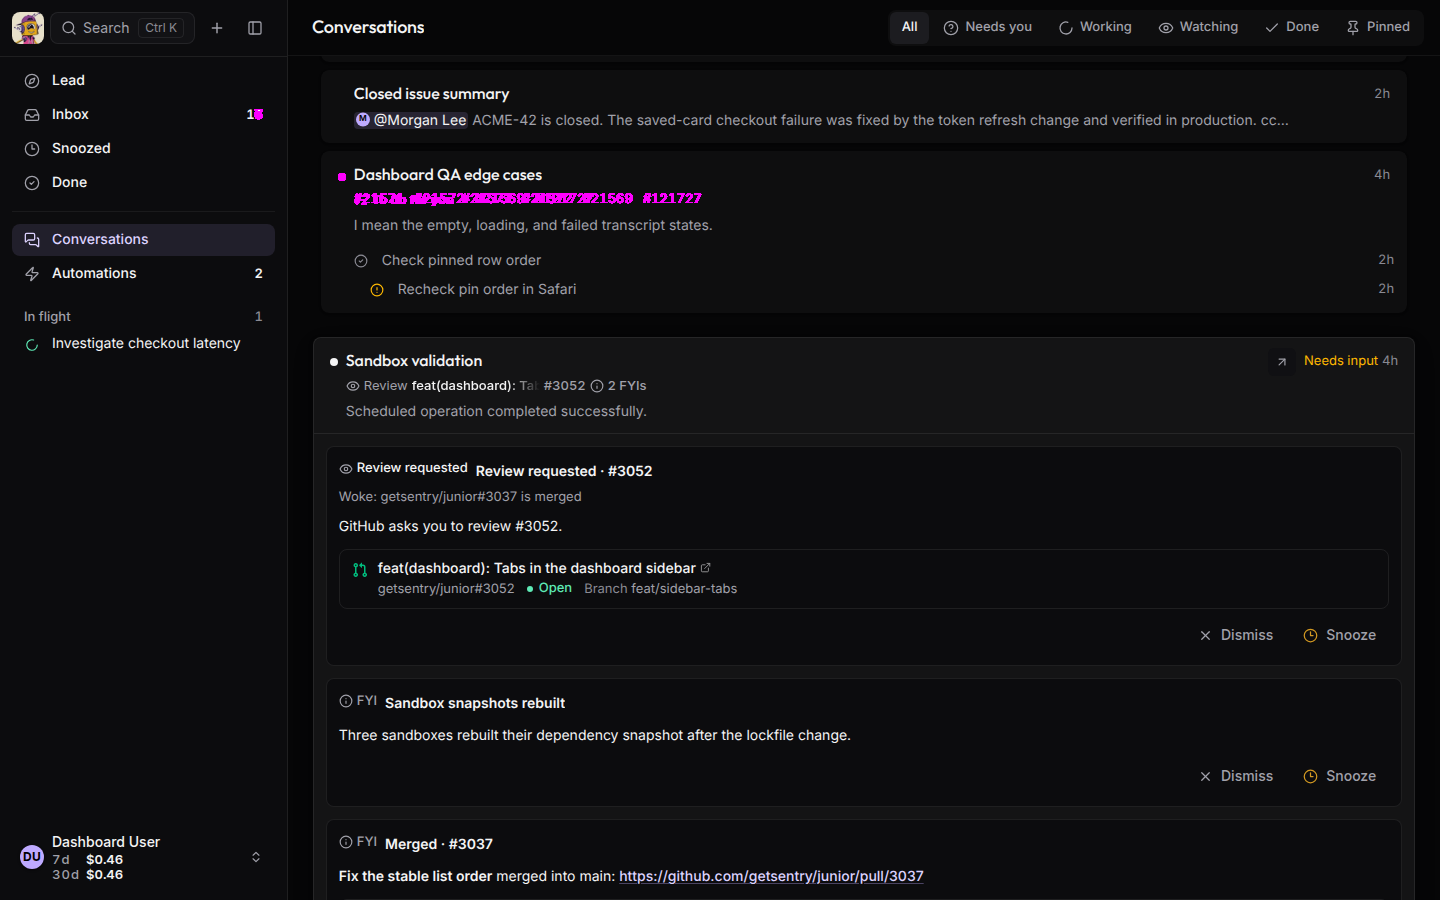 Search Ctrl K
Lead
Inbox
Snoozed
Done
Conversations
Automations 2
In flight 1
Investigate checkout latency
Dashboard User
7d $0.46
30d $0.46
Conversations
All Needs you Working Watching Done Pinned
Closed issue summary 2h
M @Morgan Lee ACME-42 is closed. The saved-card checkout failure was fixed by the token refresh change and verified in production. cc...
Dashboard QA edge cases 4h
#121727
I mean the empty, loading, and failed transcript states.
Check pinned row order 2h
Recheck pin order in Safari 2h
Sandbox validation Needs input 4h
Review feat(dashboard): #3052 2 FYIs
Scheduled operation completed successfully.
Review requested Review requested · #3052
Woke: getsentry/junior#3037 is merged
GitHub asks you to review #3052.
feat(dashboard): Tabs in the dashboard sidebar
getsentry/junior#3052 Open Branch feat/sidebar-tabs
Dismiss Snooze
FYI Sandbox snapshots rebuilt
Three sandboxes rebuilt their dependency snapshot after the lockfile change.
Dismiss Snooze
FYI Merged · #3037
Fix the stable list order merged into main: https://github.com/getsentry/junior/pull/3037
DU